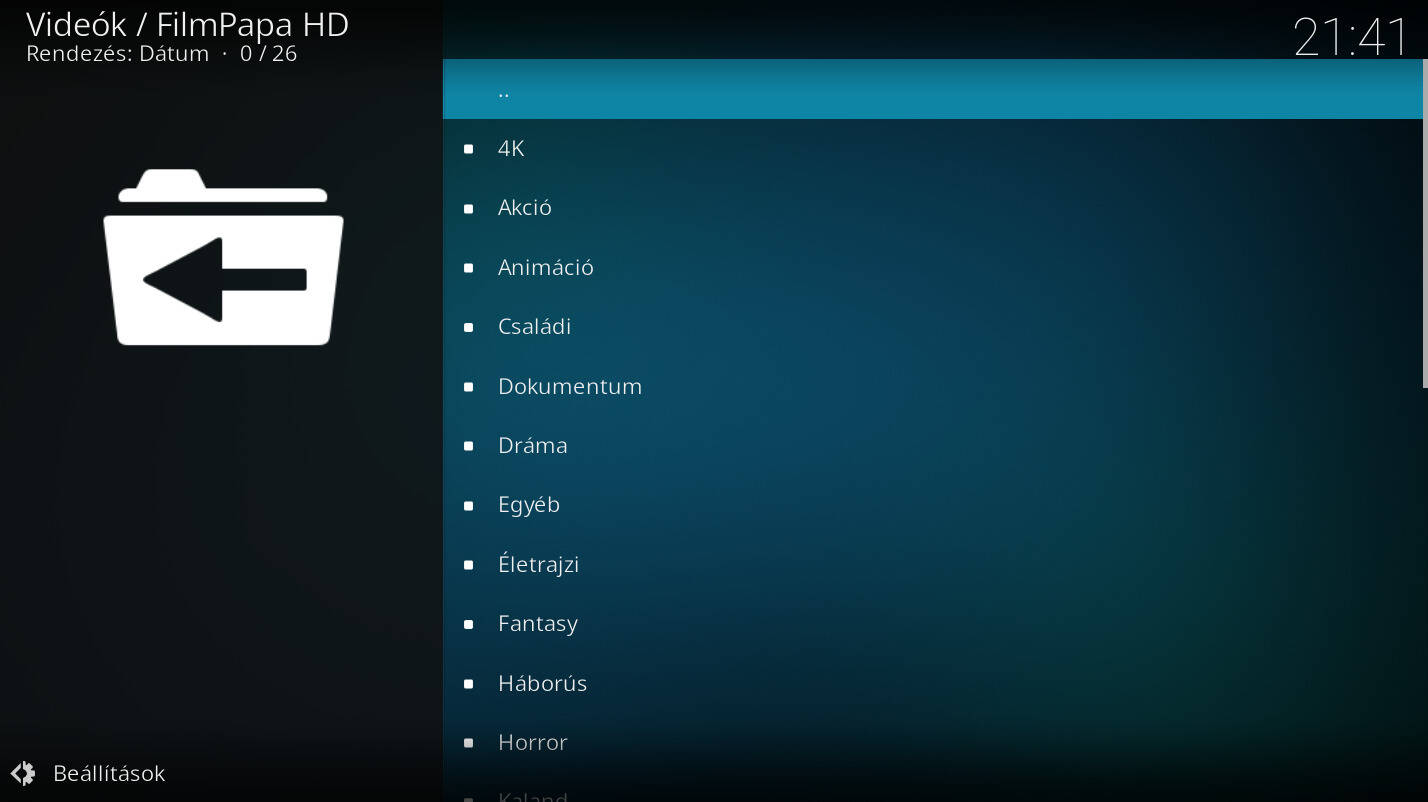 Videók / FilmPapa HD
Rendezés: Dátum · 0 / 26
21:41
..
4K
Akció
Animáció
Családi
Dokumentum
Dráma
Egyéb
Életrajzi
Fantasy
Háborús
Horror
Kaland
Beállítások